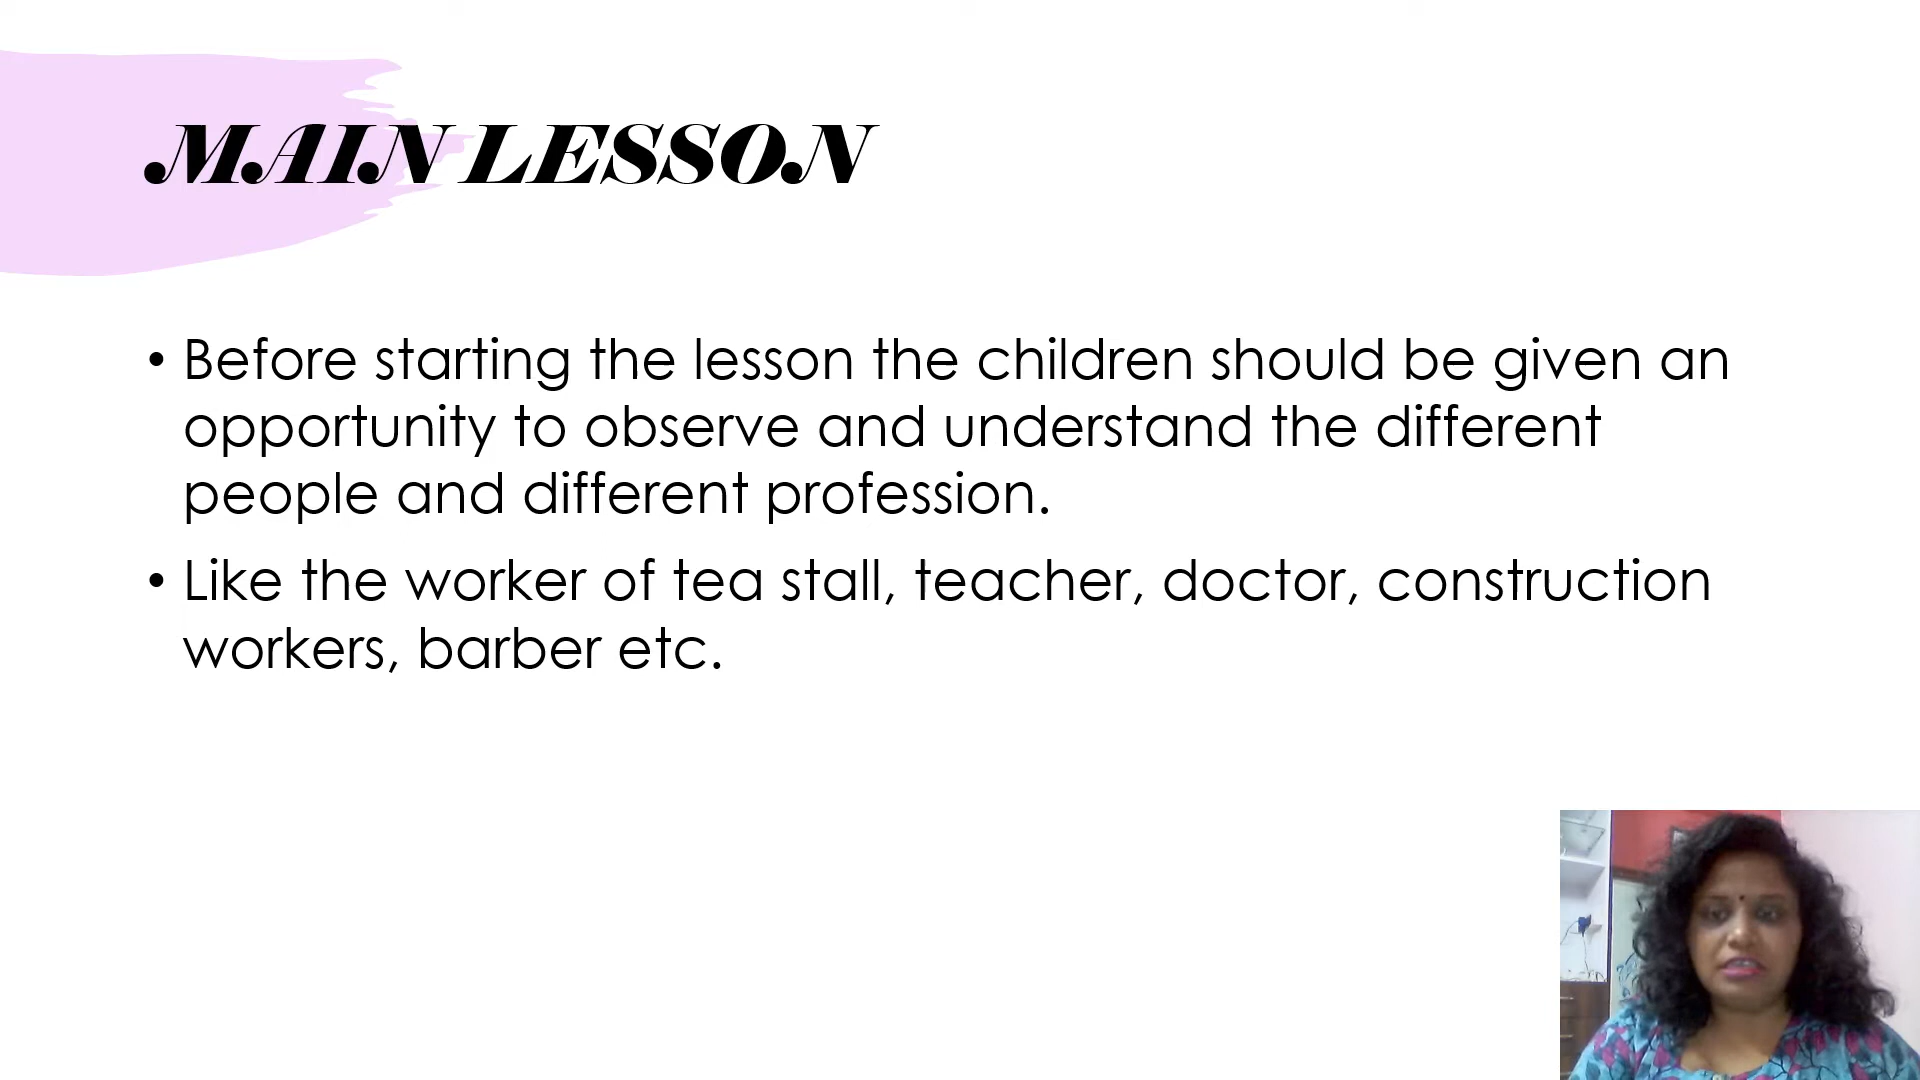 MAIN LESSON
• Before starting the lesson the children should be given an
opportunity to observe and understand the different
people and different profession.
• Like the worker of tea stall, teacher, doctor, construction
workers, barber etc.